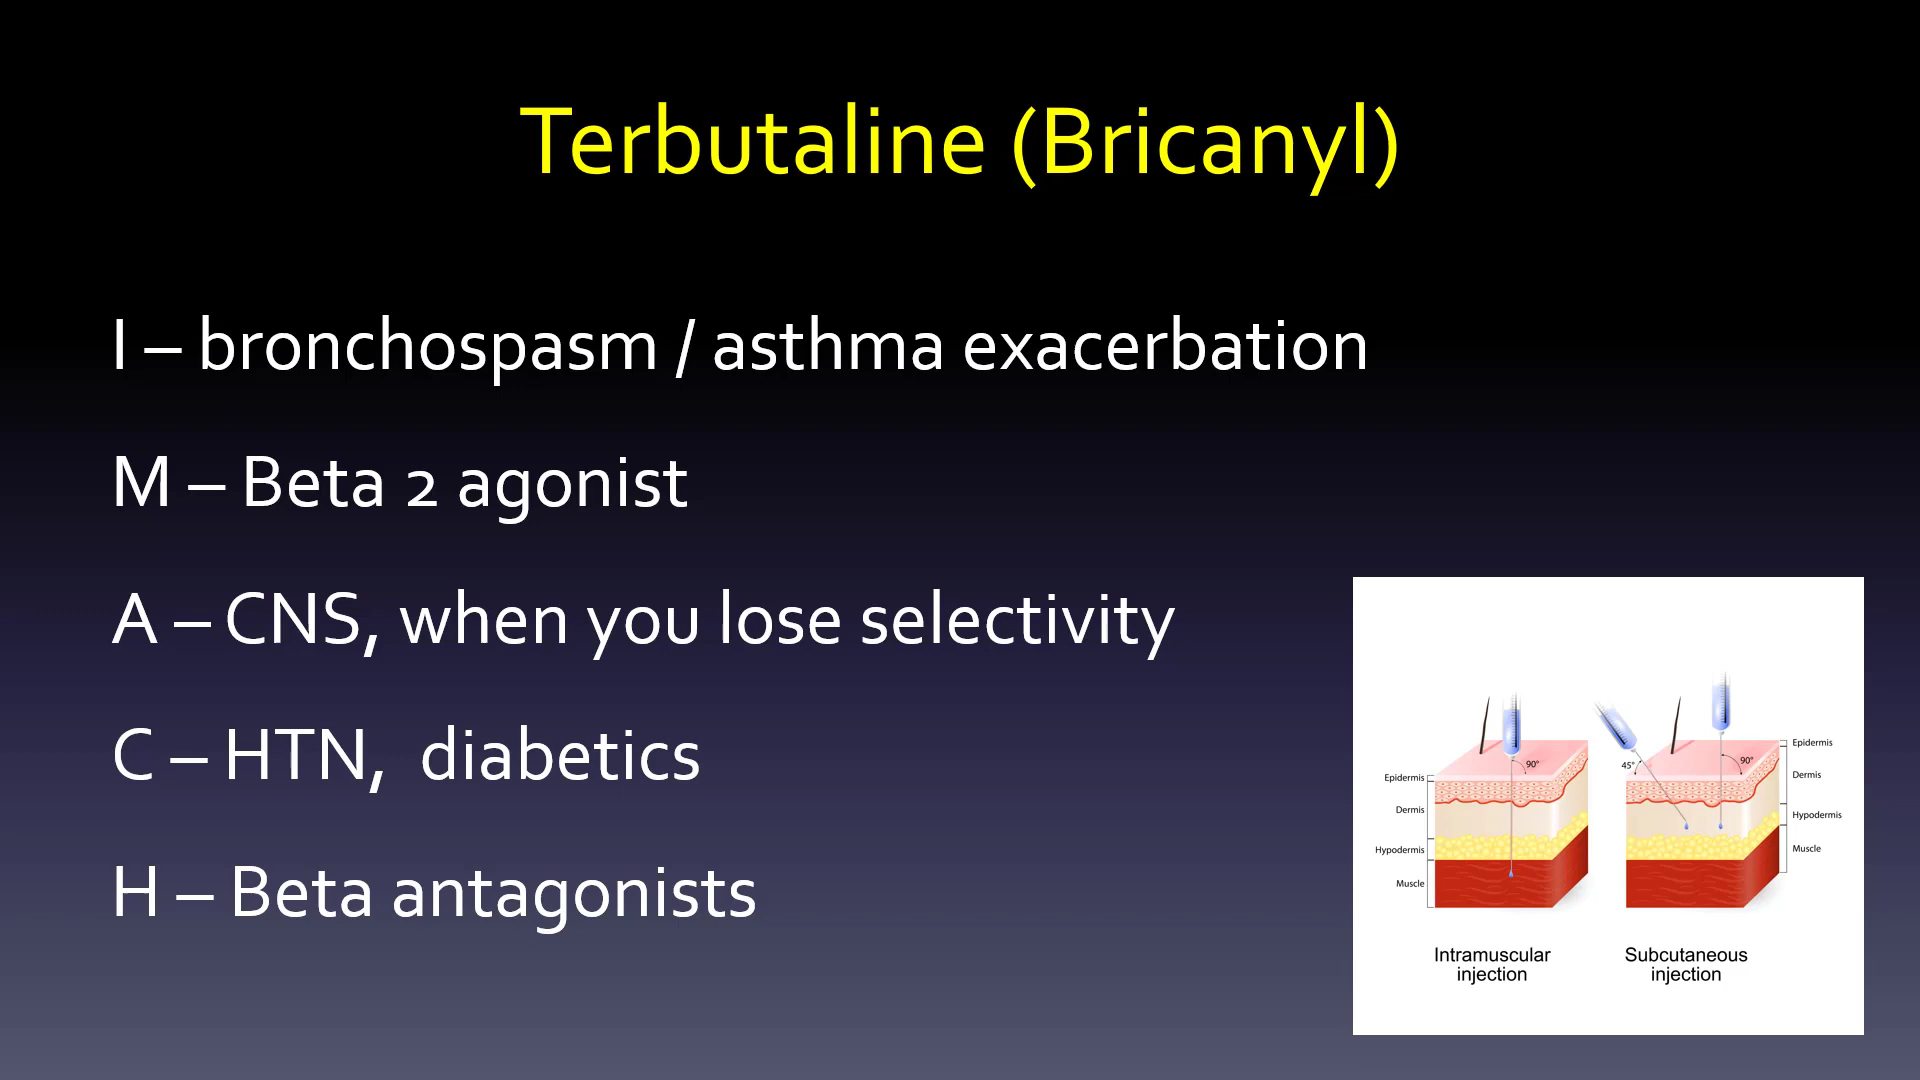 Terbutaline (Bricanyl)
I – bronchospasm / asthma exacerbation
M – Beta 2 agonist
A – CNS, when you lose selectivity
C – HTN,  diabetics
H – Beta antagonists
90°
Epidermis
Dermis
Hypodermis
Muscle
45°
90°
Epidermis
Dermis
Hypodermis
Muscle
Intramuscular
injection
Subcutaneous
injection